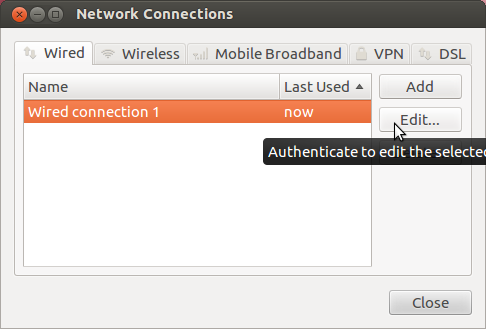 Network Connections
Wired Wireless Mobile Broadband VPN DSL
Name Last Used Add
Wired connection 1 now
Edit...
Authenticate to edit the selected
Close